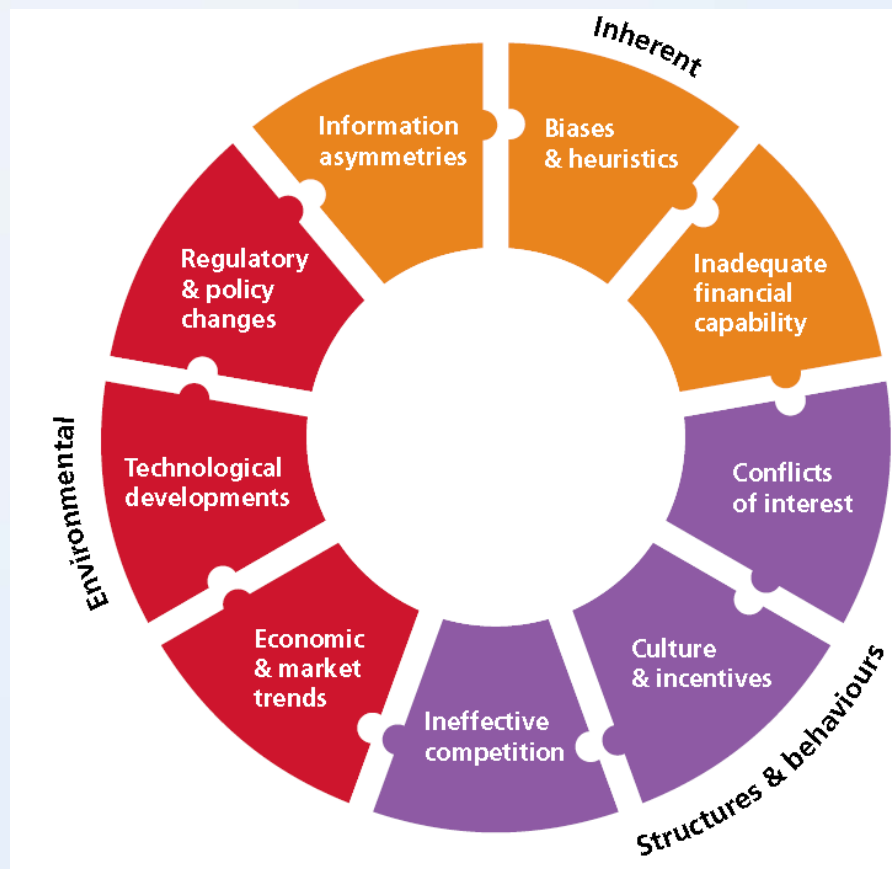 Inherent
Information
asymmetries
Biases
& heuristics
Inadequate
financial
capability
Conflicts
of interest
Culture
& incentives
Structures & behaviours
Ineffective
competition
Economic
& market
trends
Technological
developments
Environmental
Regulatory
& policy
changes